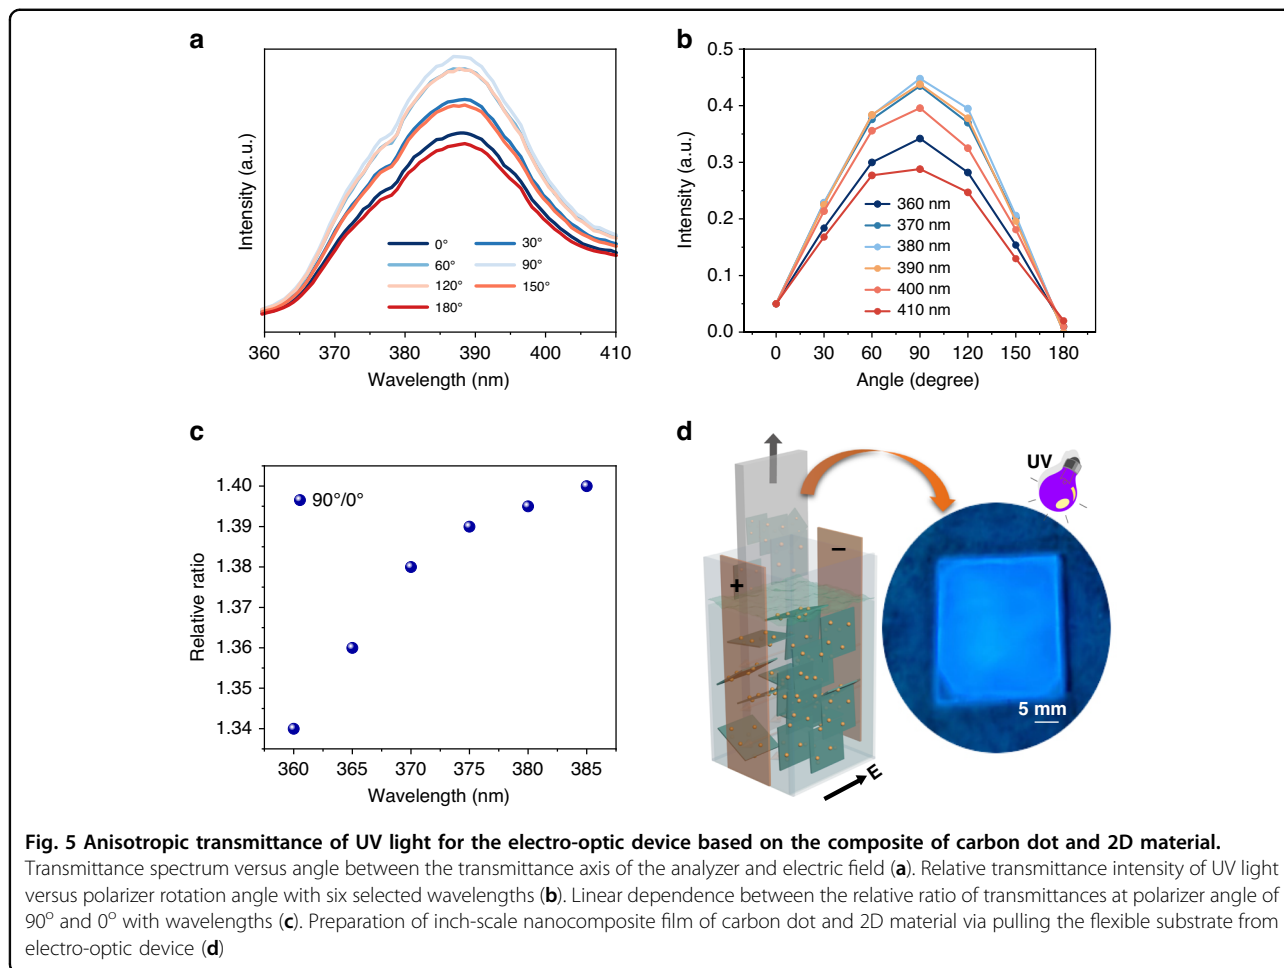 a
Intensity (a.u.)
0°
30°
60°
90°
120°
150°
180°
360
370
380
390
400
410
Wavelength (nm)
b
0.5
0.4
0.3
0.2
0.1
0.0
Intensity (a.u.)
360 nm
370 nm
380 nm
390 nm
400 nm
410 nm
0
30
60
90
120
150
180
Angle (degree)
c
1.40
1.39
1.38
1.37
1.36
1.35
1.34
Relative ratio
90°/0°
360
365
370
375
380
385
Wavelength (nm)
d
UV
+
−
E
5 mm
Fig. 5 Anisotropic transmittance of UV light for the electro-optic device based on the composite of carbon dot and 2D material.
Transmittance spectrum versus angle between the transmittance axis of the analyzer and electric field (a). Relative transmittance intensity of UV light
versus polarizer rotation angle with six selected wavelengths (b). Linear dependence between the relative ratio of transmittances at polarizer angle of
90° and 0° with wavelengths (c). Preparation of inch-scale nanocomposite film of carbon dot and 2D material via pulling the flexible substrate from
electro-optic device (d)